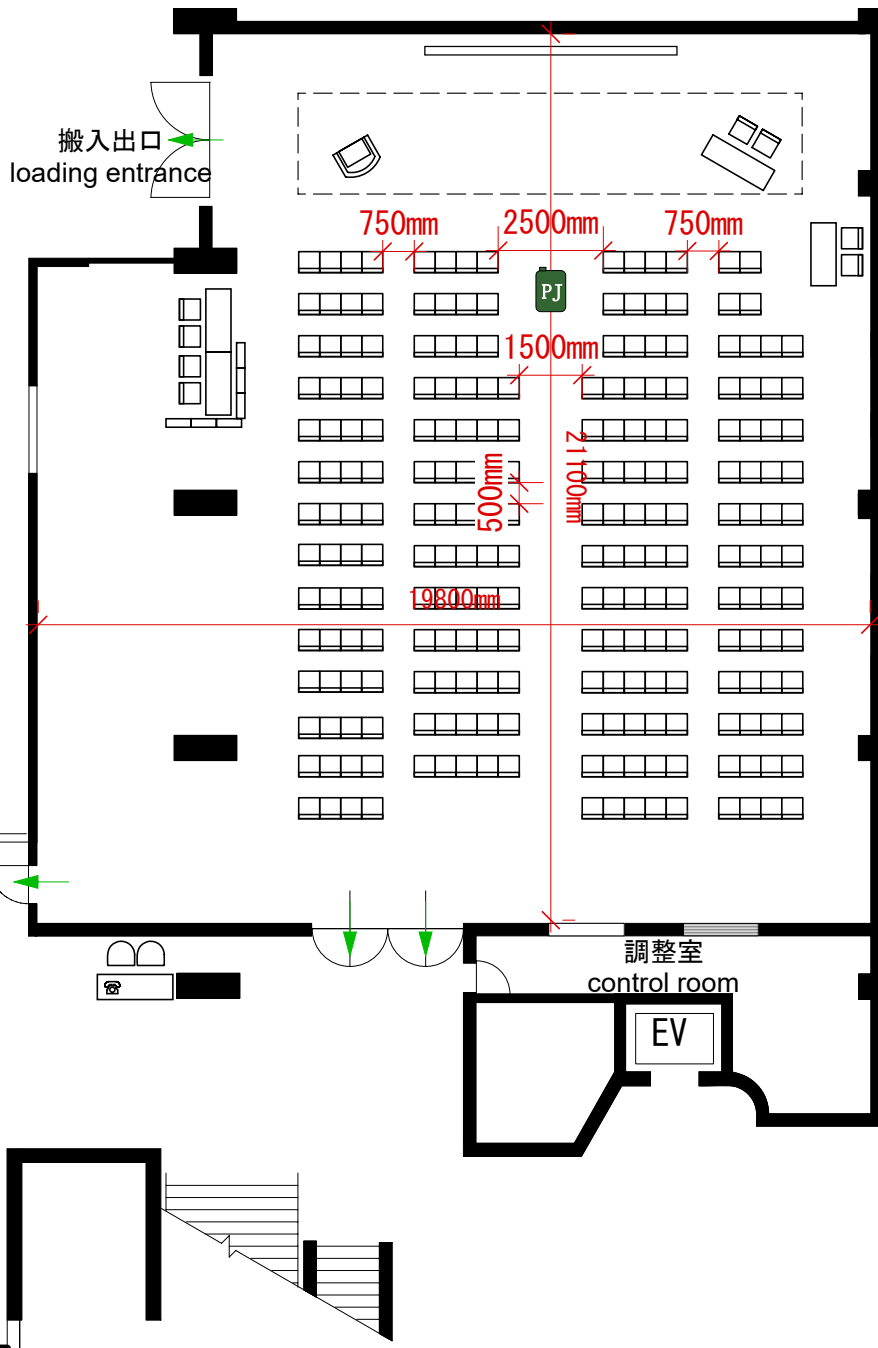 搬入出口
loading entrance
750mm
2500mm
750mm
PJ
1500mm
21100mm
500mm
19800mm
調整室
control room
EV